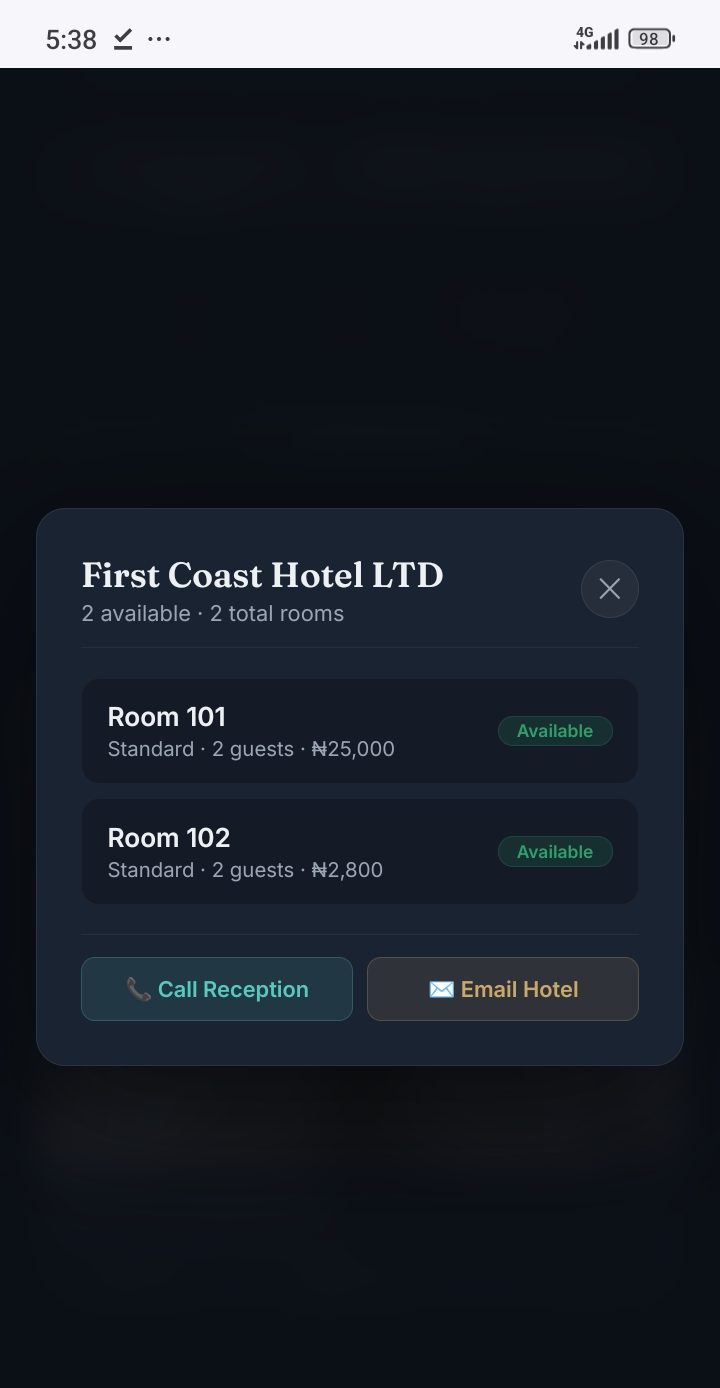 5:38
4G
98
First Coast Hotel LTD
2 available · 2 total rooms
Room 101
Standard · 2 guests · ₦25,000
Available
Room 102
Standard · 2 guests · ₦2,800
Available
📞 Call Reception
✉️ Email Hotel